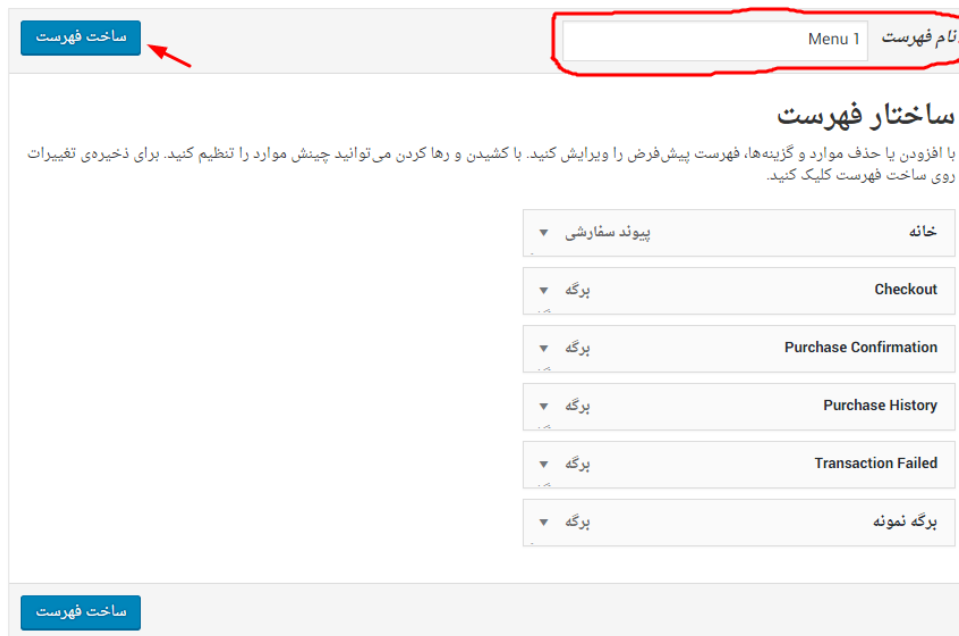 نام فهرست Menu 1 ساخت فهرست
ساختار فهرست
با افزودن یا حذف موارد و گزینه‌ها، فهرست پیش‌فرض را ویرایش کنید. با کشیدن و رها کردن می‌توانید چینش موارد را تنظیم کنید. برای ذخیره‌ی تغییرات
روی ساخت فهرست کلیک کنید.
خانه پیوند سفارشی
Checkout برگه
Purchase Confirmation برگه
Purchase History برگه
Transaction Failed برگه
برگه نمونه برگه
ساخت فهرست